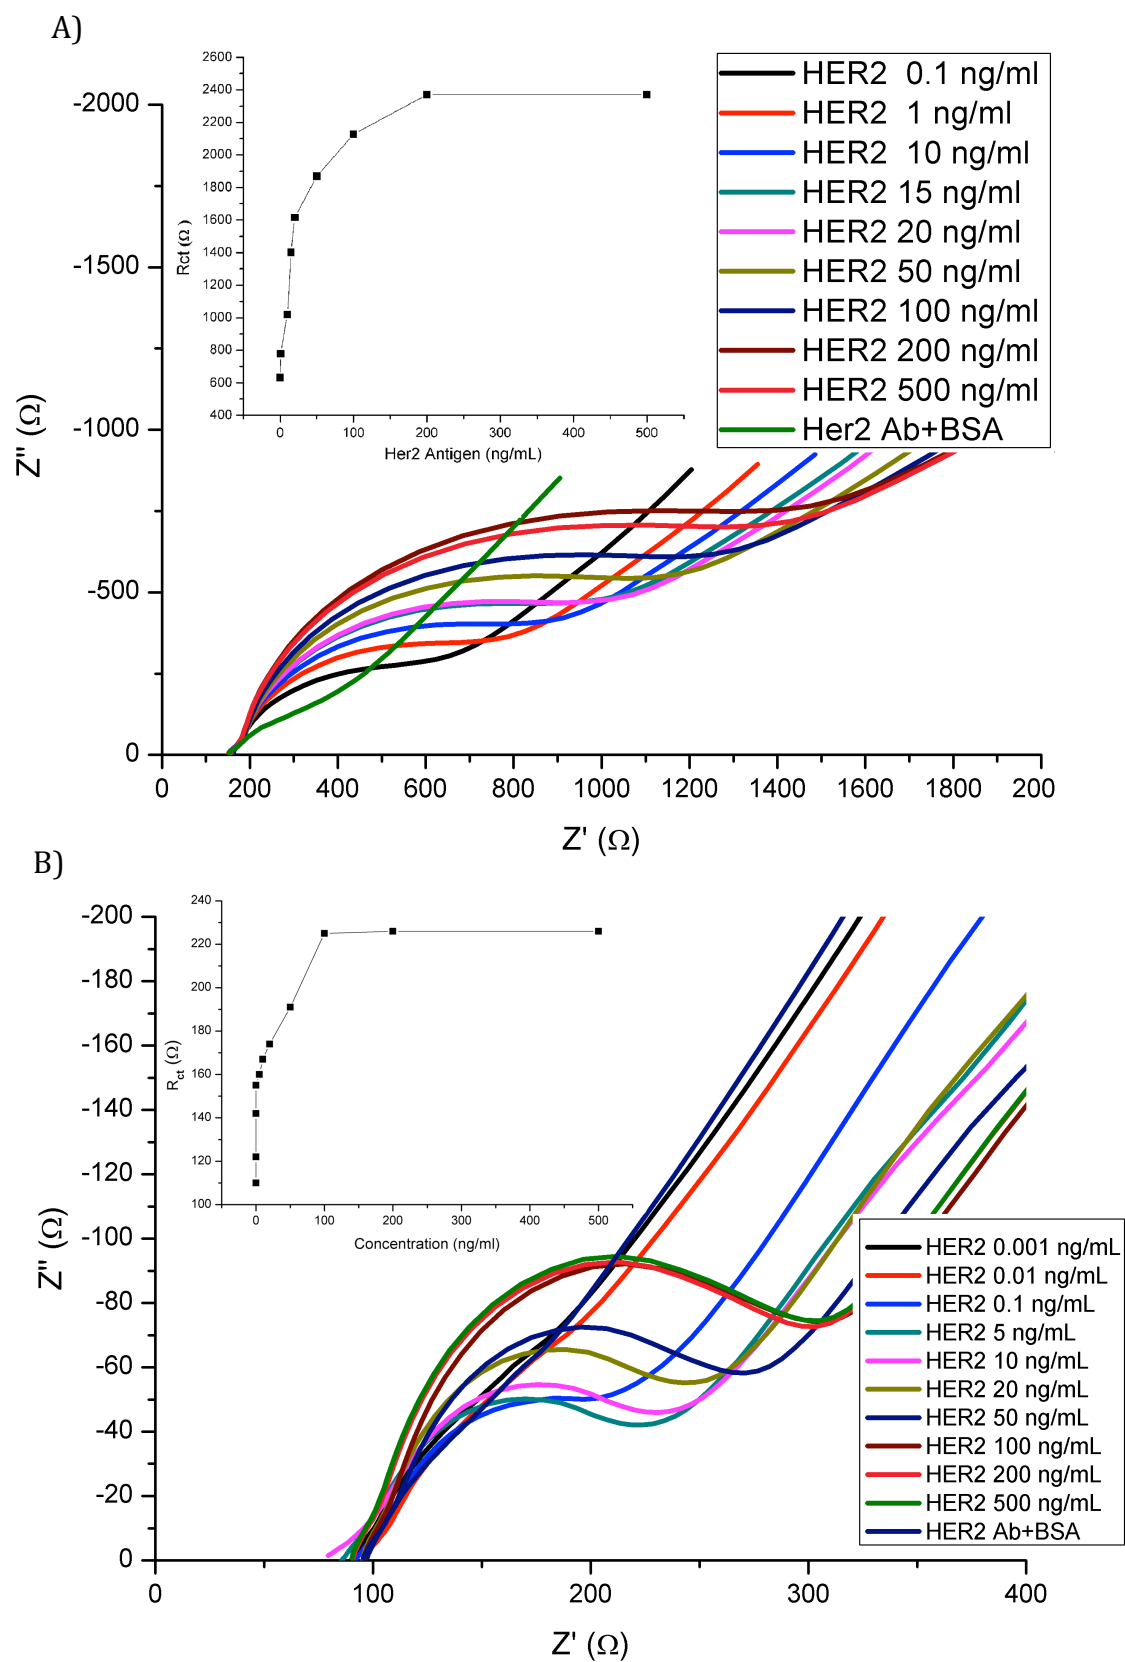 A)
2600
2400
2200
2000
1800
1600
1400
1200
1000
800
600
400
Rct (Ω)
0
100
200
300
400
500
Her2 Antigen (ng/mL)
HER2 0.1 ng/ml
HER2 1 ng/ml
HER2 10 ng/ml
HER2 15 ng/ml
HER2 20 ng/ml
HER2 50 ng/ml
HER2 100 ng/ml
HER2 200 ng/ml
HER2 500 ng/ml
Her2 Ab+BSA
-2000
-1500
-1000
-500
0
Z'' (Ω)
0
200
400
600
800
1000
1200
1400
1600
1800
200
Z' (Ω)
B)
240
220
200
180
160
140
120
100
Rct (Ω)
0
100
200
300
400
500
Concentration (ng/ml)
-200
-180
-160
-140
-120
-100
-80
-60
-40
-20
0
Z'' (Ω)
HER2 0.001 ng/mL
HER2 0.01 ng/mL
HER2 0.1 ng/mL
HER2 5 ng/mL
HER2 10 ng/mL
HER2 20 ng/mL
HER2 50 ng/mL
HER2 100 ng/mL
HER2 200 ng/mL
HER2 500 ng/mL
HER2 Ab+BSA
0
100
200
300
400
Z' (Ω)